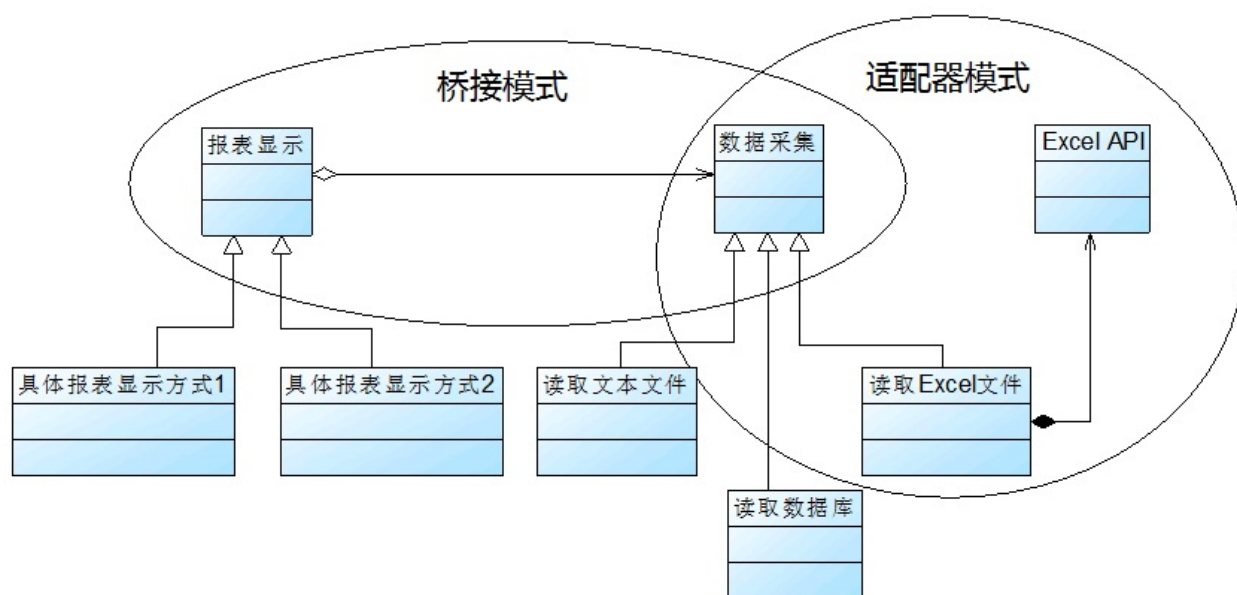 桥接模式
适配器模式
报表显示
数据采集
Excel API
具体报表显示方式1
具体报表显示方式2
读取文本文件
读取Excel文件
读取数据库